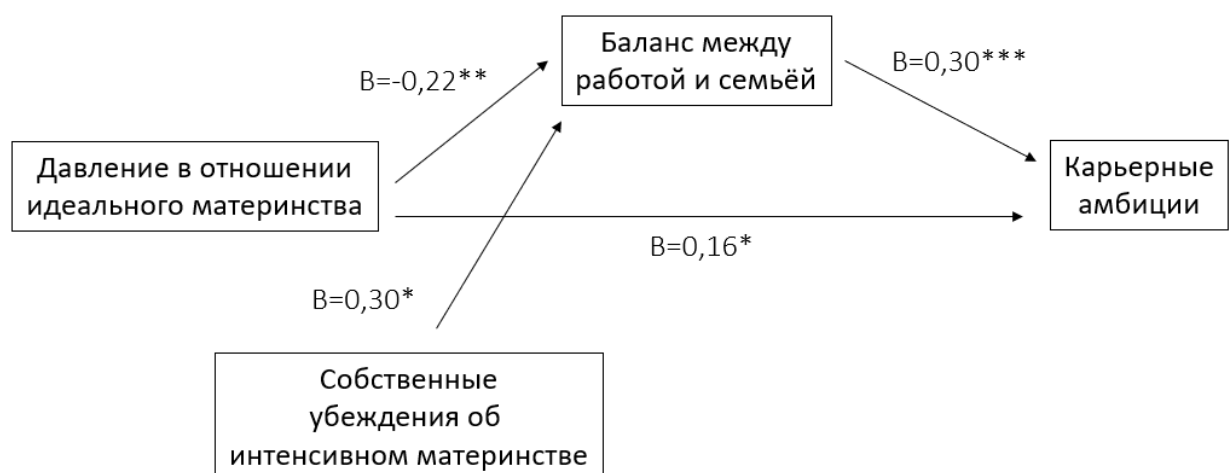 Баланс между
работой и семьёй
B=-0,22**
B=0,30***
Давление в отношении
идеального материнства
Карьерные
амбиции
B=0,16*
B=0,30*
Собственные
убеждения об
интенсивном материнстве